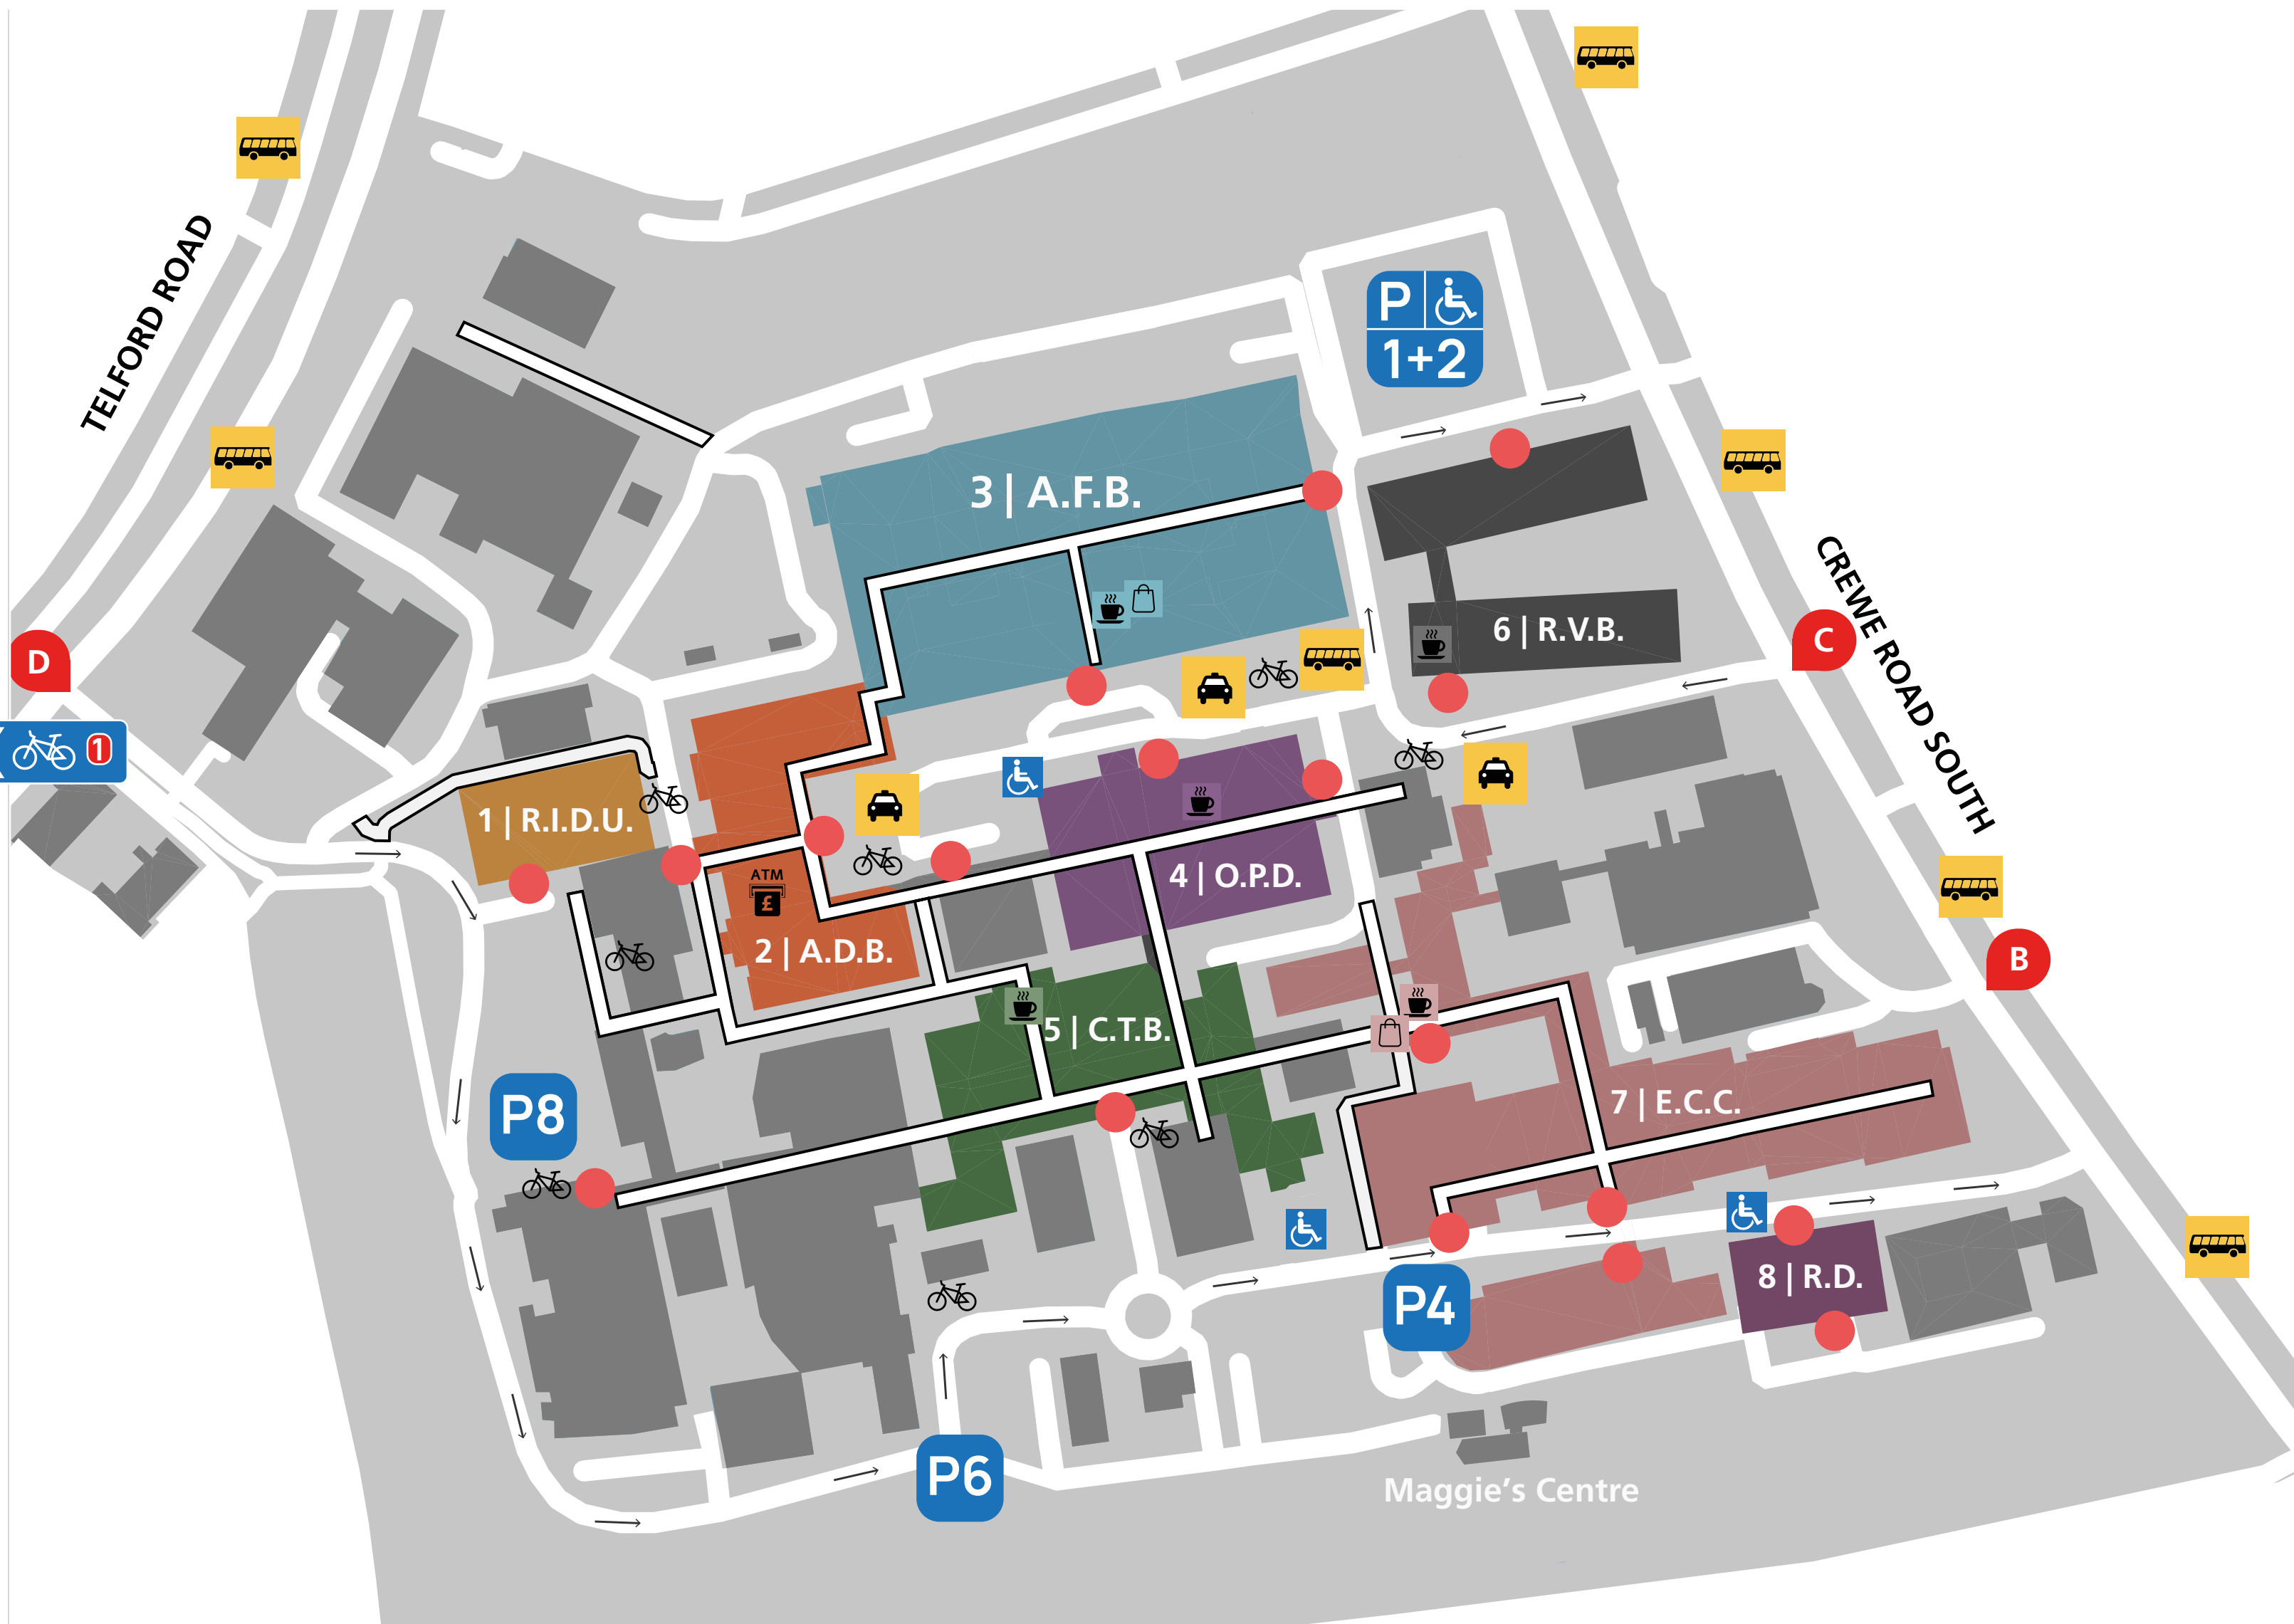 TELFORD ROAD
P
1+2
3 | A.F.B.
CREWE ROAD SOUTH
6 | R.V.B.
C
D
1
1 | R.I.D.U.
ATM
£
4 | O.P.D.
2 | A.D.B.
B
5 | C.T.B.
7 | E.C.C.
P8
8 | R.D.
P4
P6
Maggie’s Centre